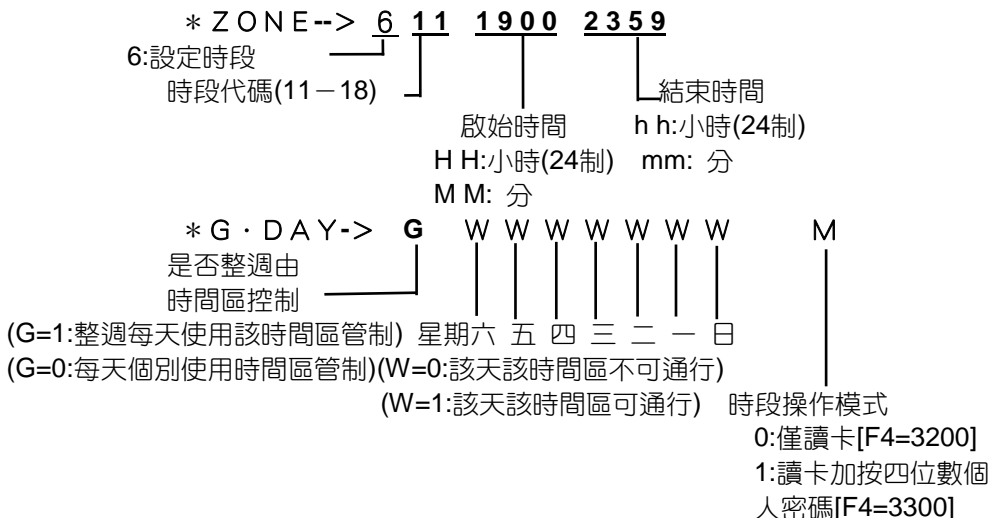 ＊ＺＯＮＥ--> 6 11 1900 2359
6:設定時段
時段代碼(11－18)
結束時間
啟始時間 h h:小時(24制)
H H:小時(24制) mm: 分
M M: 分
＊Ｇ‧ＤＡＹ-> G Ｗ Ｗ Ｗ Ｗ Ｗ Ｗ Ｗ Ｍ
是否整週由
時間區控制
(G=1:整週每天使用該時間區管制) 星期六 五 四 三 二 一 日
(G=0:每天個別使用時間區管制)(W=0:該天該時間區不可通行)
(W=1:該天該時間區可通行) 時段操作模式
0:僅讀卡[F4=3200]
1:讀卡加按四位數個
人密碼[F4=3300]